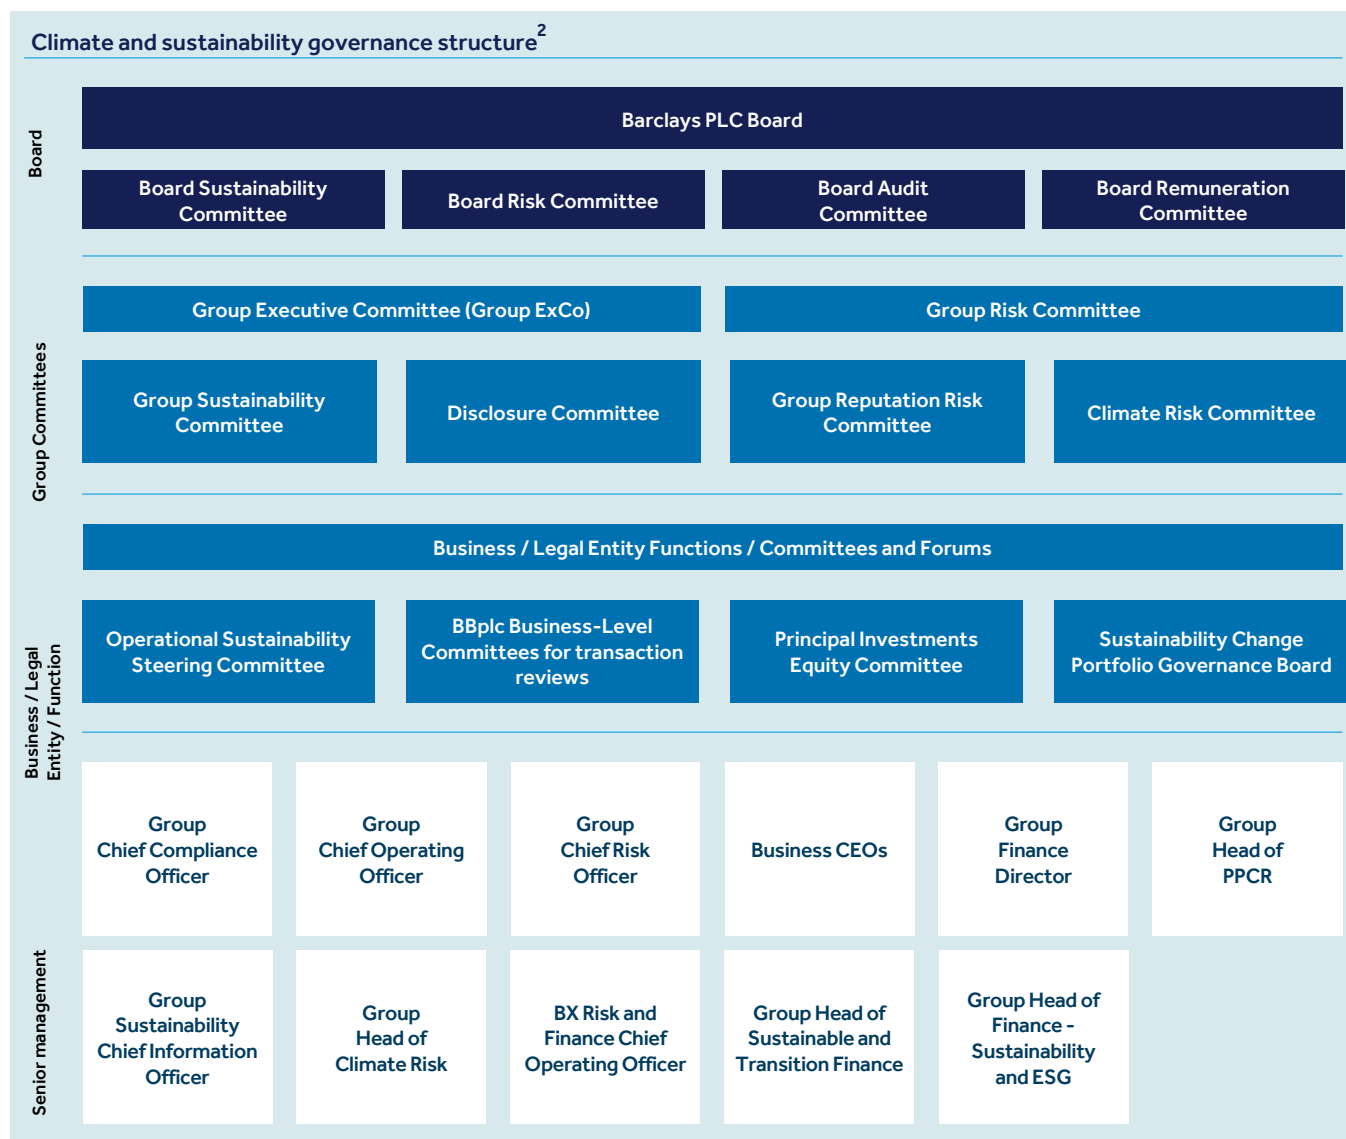 Climate and sustainability governance structure2
Board
Barclays PLC Board
Board Sustainability
Committee
Board Risk Committee
Board Audit
Committee
Board Remuneration
Committee
Group Committees
Group Executive Committee (Group ExCo)
Group Risk Committee
Group Sustainability
Committee
Disclosure Committee
Group Reputation Risk
Committee
Climate Risk Committee
Business / Legal
Entity / Function
Business / Legal Entity Functions / Committees and Forums
Operational Sustainability
Steering Committee
BBplc Business-Level
Committees for transaction
reviews
Principal Investments
Equity Committee
Sustainability Change
Portfolio Governance Board
Senior management
Group
Chief Compliance
Officer
Group
Chief Operating
Officer
Group
Chief Risk
Officer
Business CEOs
Group
Finance
Director
Group
Head of
PPCR
Group
Sustainability
Chief Information
Officer
Group
Head of
Climate Risk
BX Risk and
Finance Chief
Operating Officer
Group Head of
Sustainable and
Transition Finance
Group Head of
Finance -
Sustainability
and ESG